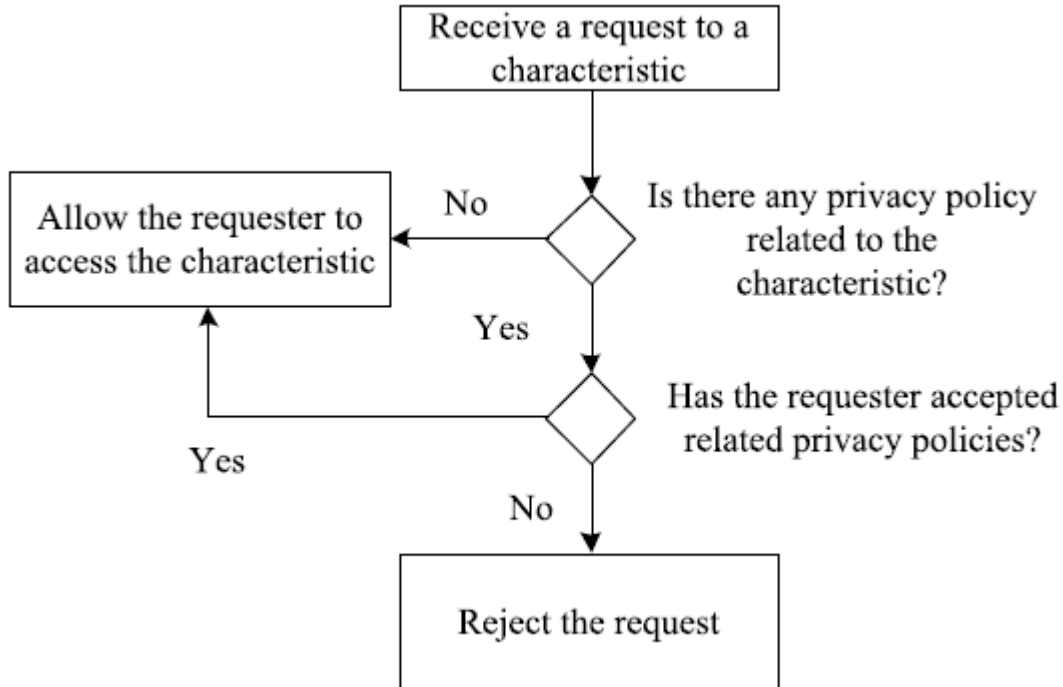 Receive a request to a
characteristic
No
Is there any privacy policy
related to the
characteristic?
Allow the requester to
access the characteristic
Yes
Has the requester accepted
related privacy policies?
Yes
No
Reject the request